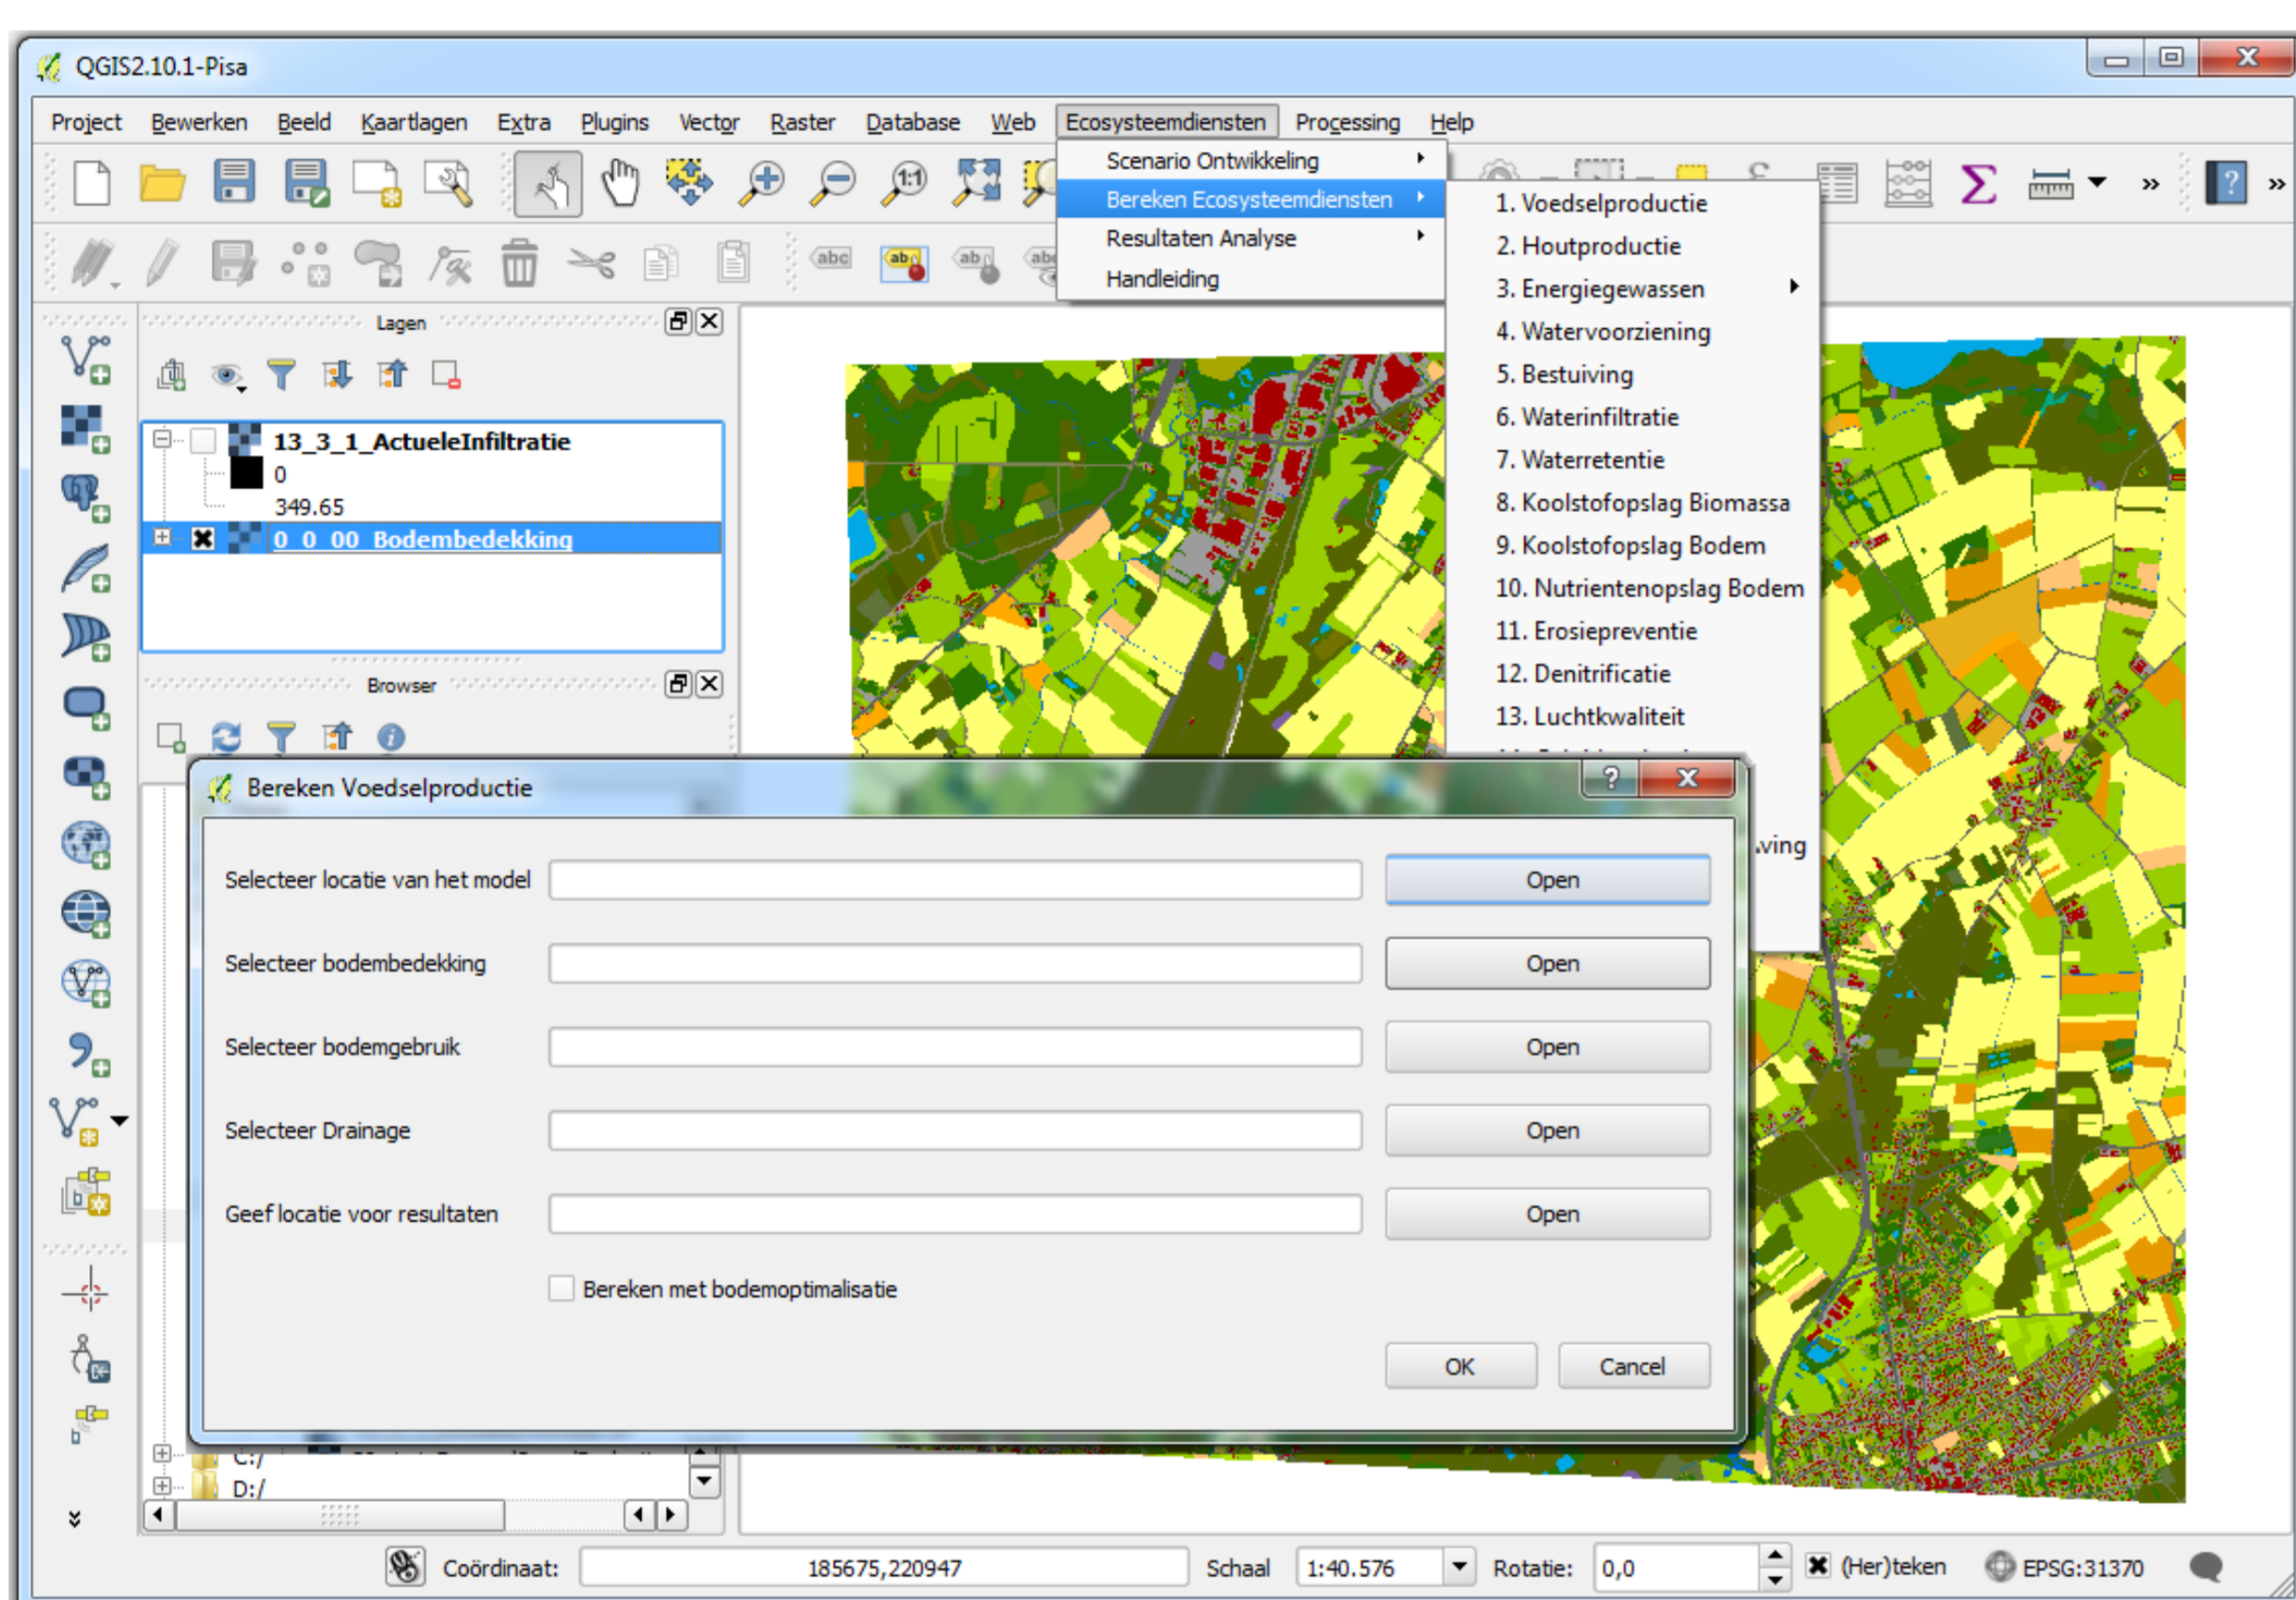 QGIS2.10.1-Pisa
Project Bewerken Beeld Kaartlagen Extra Plugins Vector Raster Database Web Ecosysteemdiensten Processing Help
Scenario Ontwikkeling
Bereken Ecosysteemdiensten
Resultaten Analyse
Handleiding
1. Voedselproductie
2. Houtproductie
3. Energiegewassen
4. Watervoorziening
5. Bestuiving
6. Waterinfiltratie
7. Waterretentie
8. Koolstofopslag Biomassa
9. Koolstofopslag Bodem
10. Nutrientenopslag Bodem
11. Erosiepreventie
12. Denitrificatie
13. Luchtkwaliteit
Lagen
13_3_1_ActueleInfiltratie
0
349.65
0_0_00_Bodembedekking
Browser
Bereken Voedselproductie
Selecteer locatie van het model Open
Selecteer bodembedekking Open
Selecteer bodemgebruik Open
Selecteer Drainage Open
Geef locatie voor resultaten Open
Bereken met bodemoptimalisatie
OK Cancel
C:/
D:/
Coördinaat: 185675,220947 Schaal 1:40.576 Rotatie: 0,0 (Her)teken EPSG:31370